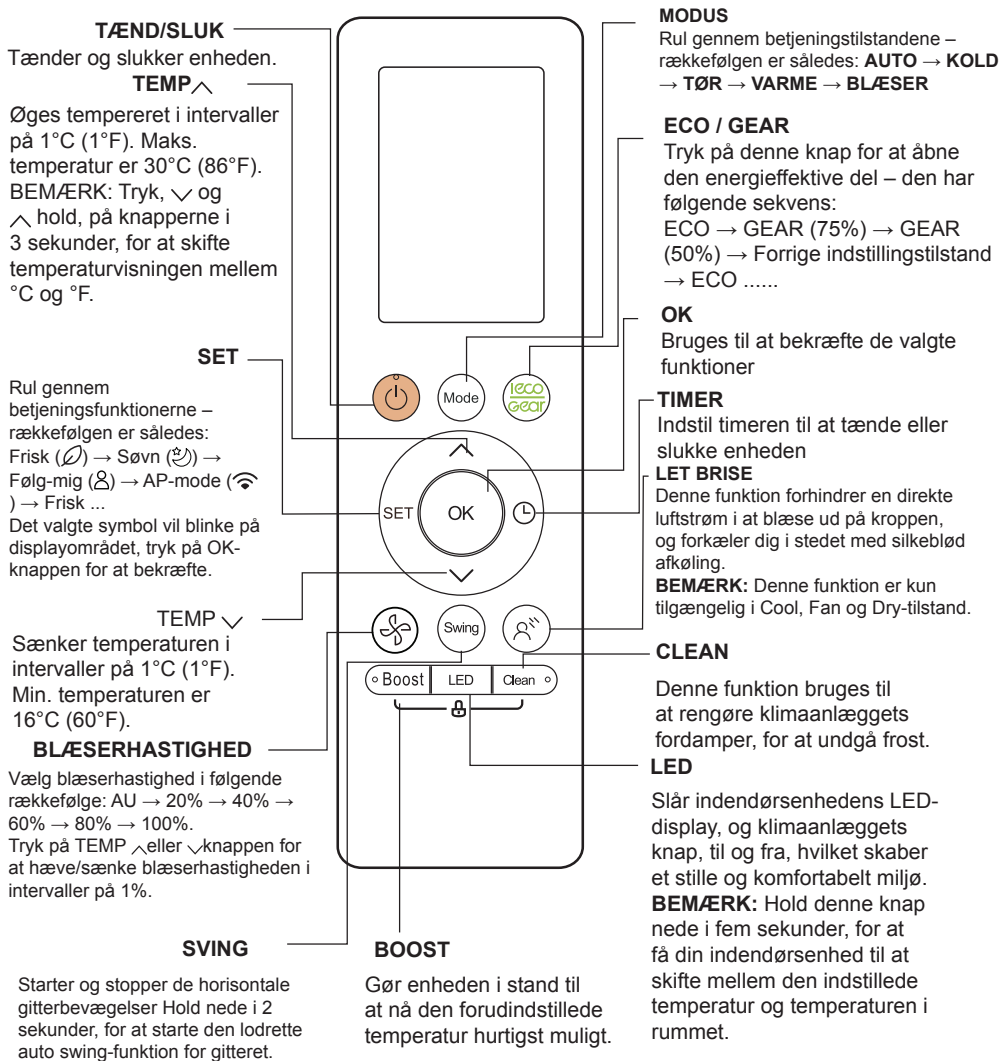 TÆND/SLUK
Tænder og slukker enheden.
TEMP
Øges tempereret i intervaller
på 1°C (1°F). Maks.
temperatur er 30°C (86°F).
BEMÆRK: Tryk, og
hold, på knapperne i
3 sekunder, for at skifte
temperaturvisningen mellem
°C og °F.
SET
Rul gennem
betjeningsfunktionerne –
rækkefølgen er således:
Frisk () → Søvn () →
Følg-mig () → AP-mode (
) → Frisk ...
Det valgte symbol vil blinke på
displayområdet, tryk på OK-
knappen for at bekræfte.
TEMP
Sænker temperaturen i
intervaller på 1°C (1°F).
Min. temperaturen er
16°C (60°F).
BLÆSERHASTIGHED
Vælg blæserhastighed i følgende
rækkefølge: AU → 20% → 40% →
60% → 80% → 100%.
Tryk på TEMP eller knappen for
at hæve/sænke blæserhastigheden i
intervaller på 1%.
SVING
Starter og stopper de horisontale
gitterbevægelser Hold nede i 2
sekunder, for at starte den lodrette
auto swing-funktion for gitteret.
Mode
ieco
Gear
SET
OK
Swing
Boost
LED
Clean
BOOST
Gør enheden i stand til
at nå den forudindstillede
temperatur hurtigst muligt.
MODUS
Rul gennem betjeningstilstandene –
rækkefølgen er således: AUTO → KOLD
→ TØR → VARME → BLÆSER
ECO / GEAR
Tryk på denne knap for at åbne
den energieffektive del – den har
følgende sekvens:
ECO → GEAR (75%) → GEAR
(50%) → Forrige indstillingstilstand
→ ECO ......
OK
Bruges til at bekræfte de valgte
funktioner
TIMER
Indstil timeren til at tænde eller
slukke enheden
LET BRISE
Denne funktion forhindrer en direkte
luftstrøm i at blæse ud på kroppen,
og forkæler dig i stedet med silkeblød
afkøling.
BEMÆRK: Denne funktion er kun
tilgængelig i Cool, Fan og Dry-tilstand.
CLEAN
Denne funktion bruges til
at rengøre klimaanlæggets
fordamper, for at undgå frost.
LED
Slår indendørsenhedens LED-
display, og klimaanlæggets
knap, til og fra, hvilket skaber
et stille og komfortabelt miljø.
BEMÆRK: Hold denne knap
nede i fem sekunder, for at
få din indendørsenhed til at
skifte mellem den indstillede
temperatur og temperaturen i
rummet.